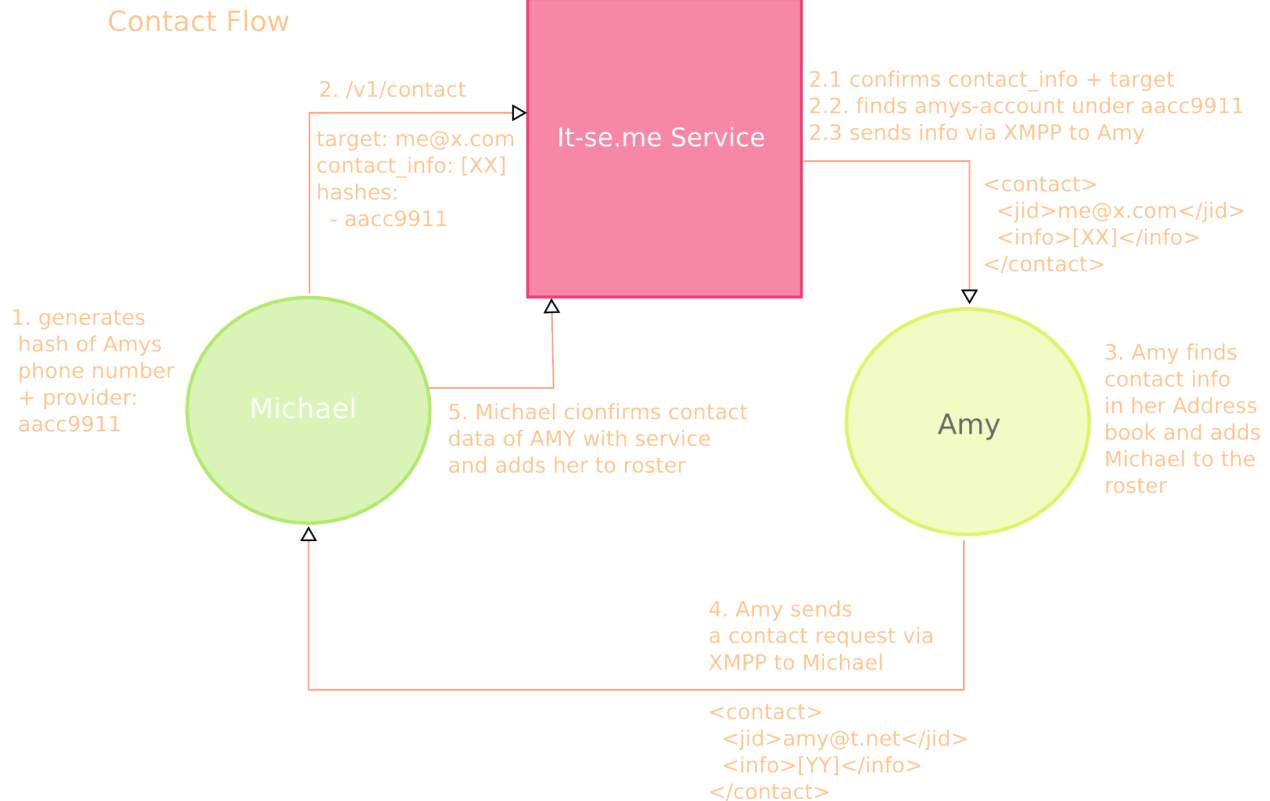 Contact Flow
2. /v1/contact
target: me@x.com
contact_info: [XX]
hashes:
- aacc9911
It-se.me Service
2.1 confirms contact_info + target
2.2. finds amys-account under aacc9911
2.3 sends info via XMPP to Amy
<contact>
<jid>me@x.com</jid>
<info>[XX]</info>
</contact>
1. generates
hash of Amys
phone number
+ provider:
aacc9911
Michael
5. Michael cionfirms contact
data of AMY with service
and adds her to roster
Amy
3. Amy finds
contact info
in her Address
book and adds
Michael to the
roster
4. Amy sends
a contact request via
XMPP to Michael
<contact>
<jid>amy@t.net</jid>
<info>[YY]</info>
</contact>